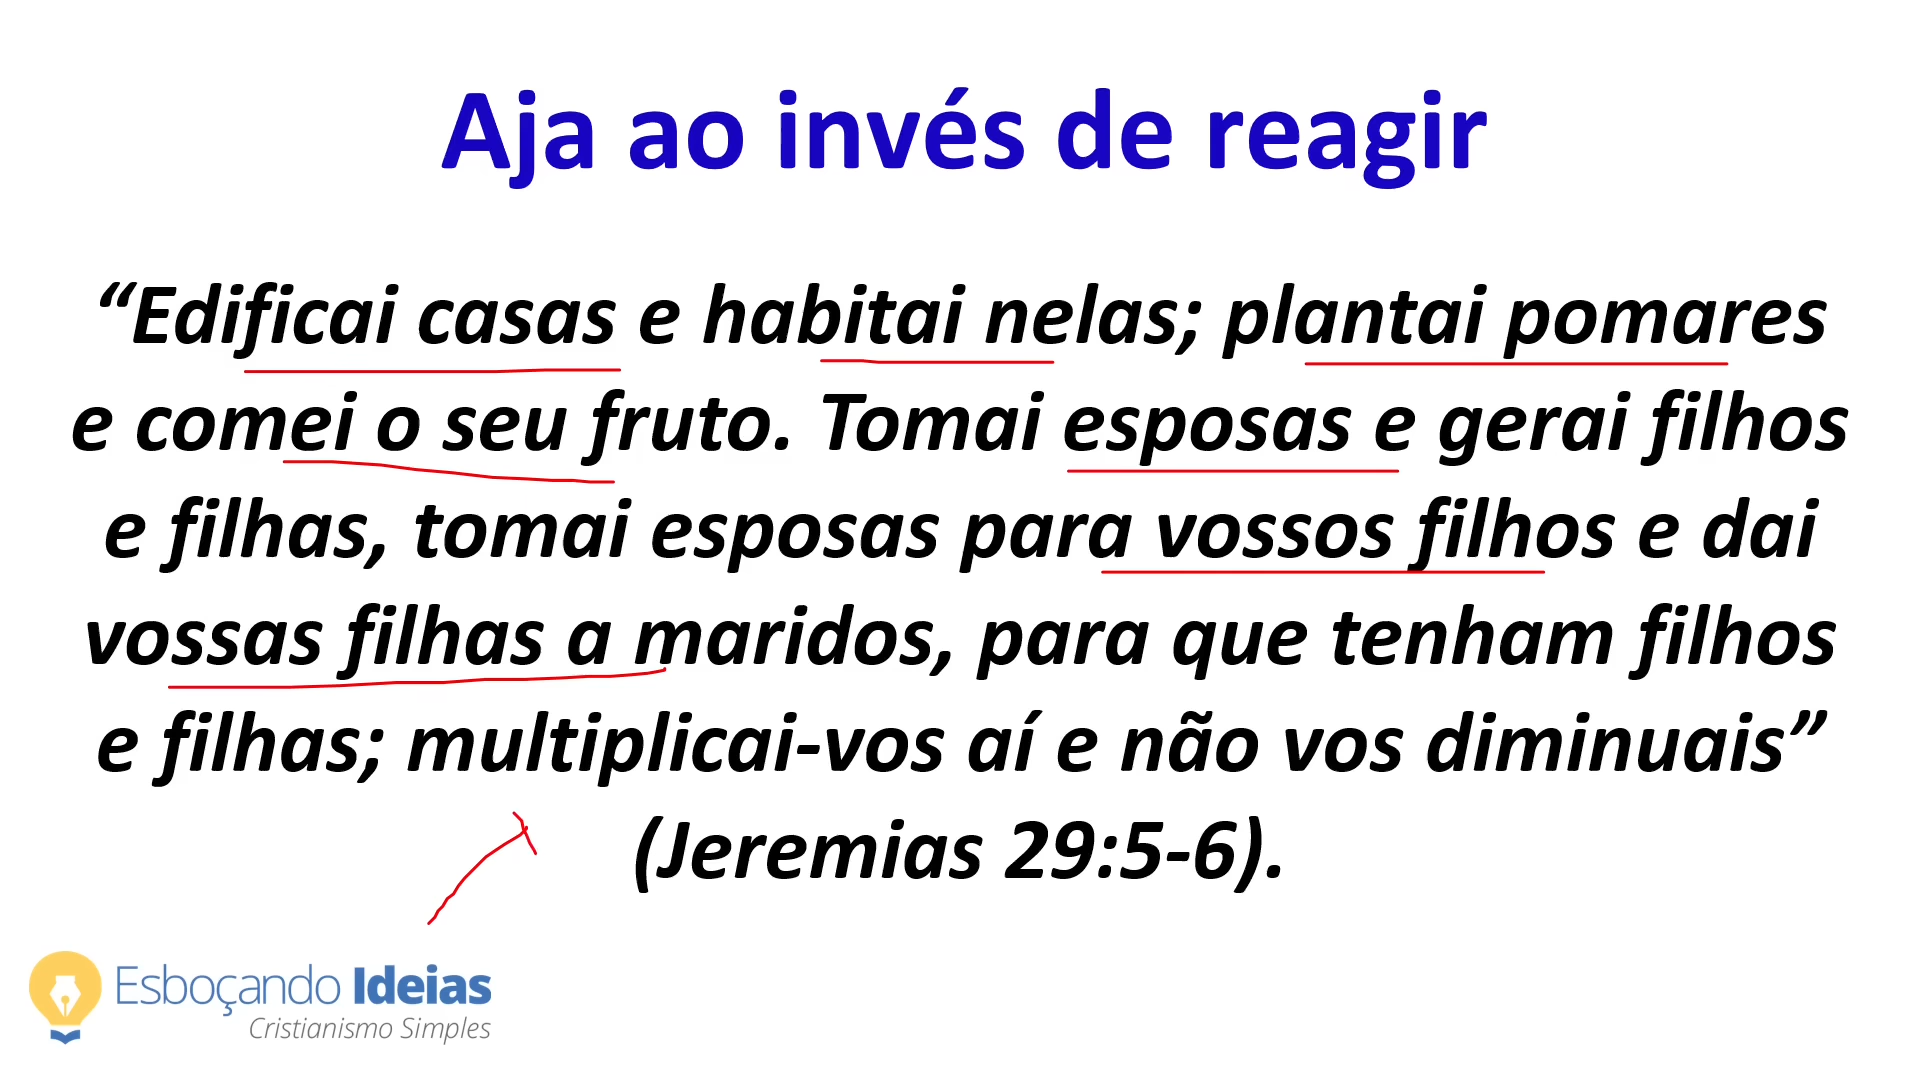 Aja ao invés de reagir
“Edificai casas e habitai nelas; plantai pomares
e comei o seu fruto. Tomai esposas e gerai filhos
e filhas, tomai esposas para vossos filhos e dai
vossas filhas a maridos, para que tenham filhos
e filhas; multiplicai-vos aí e não vos diminuais”
(Jeremias 29:5-6).
Esboçando Ideias
Cristianismo Simples